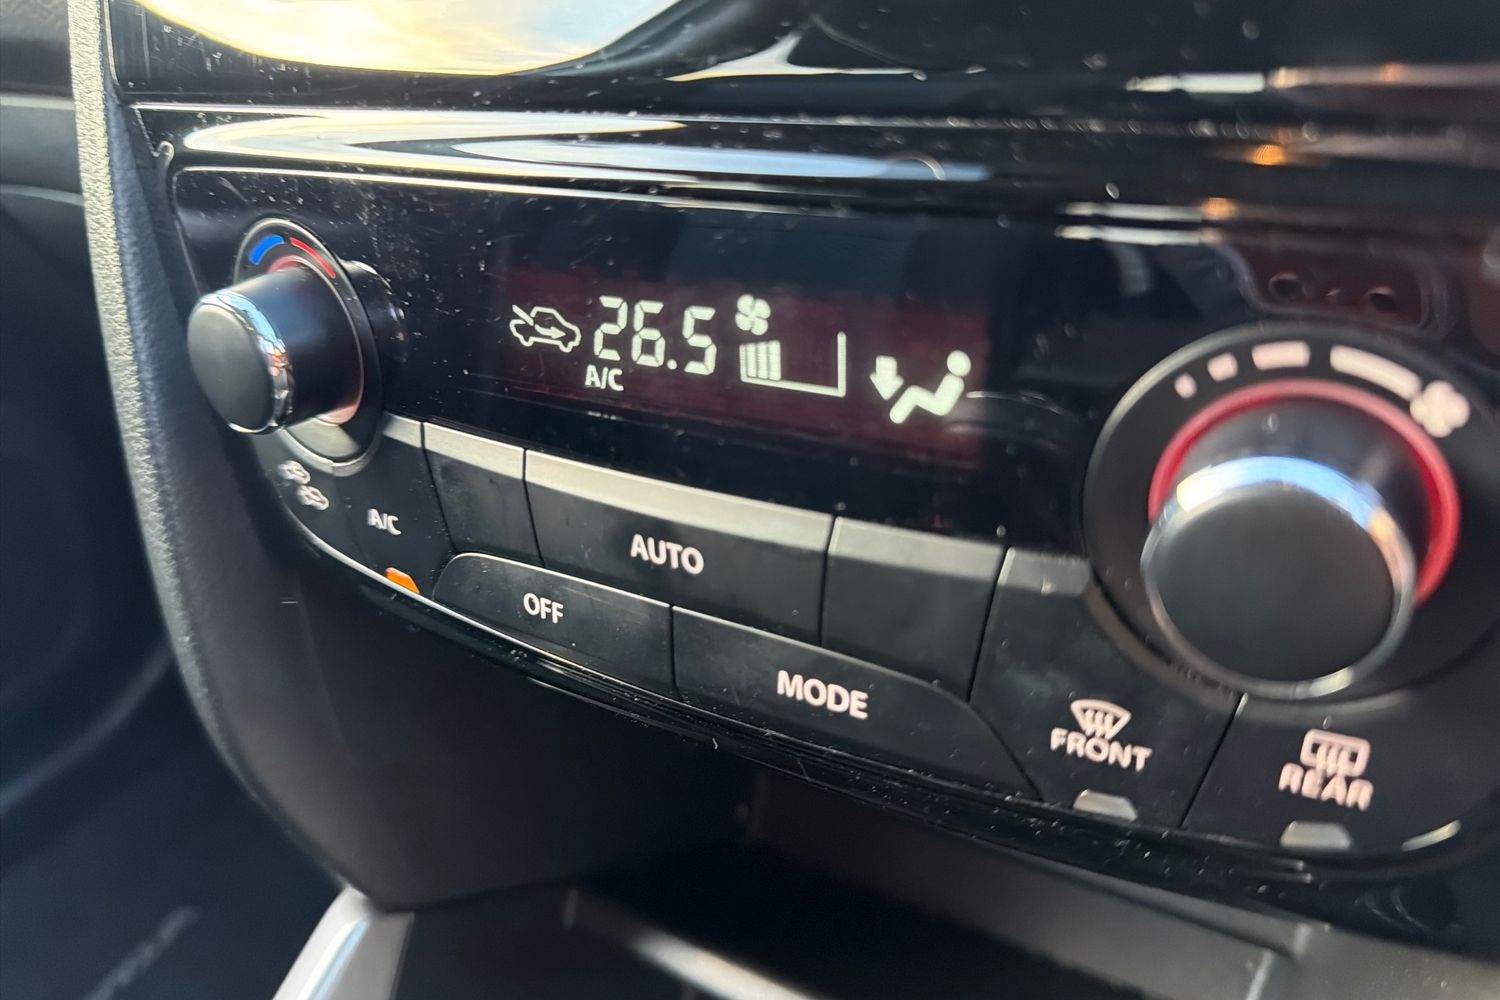 26.5
A/C
A/C
AUTO
OFF
MODE
FRONT
REAR